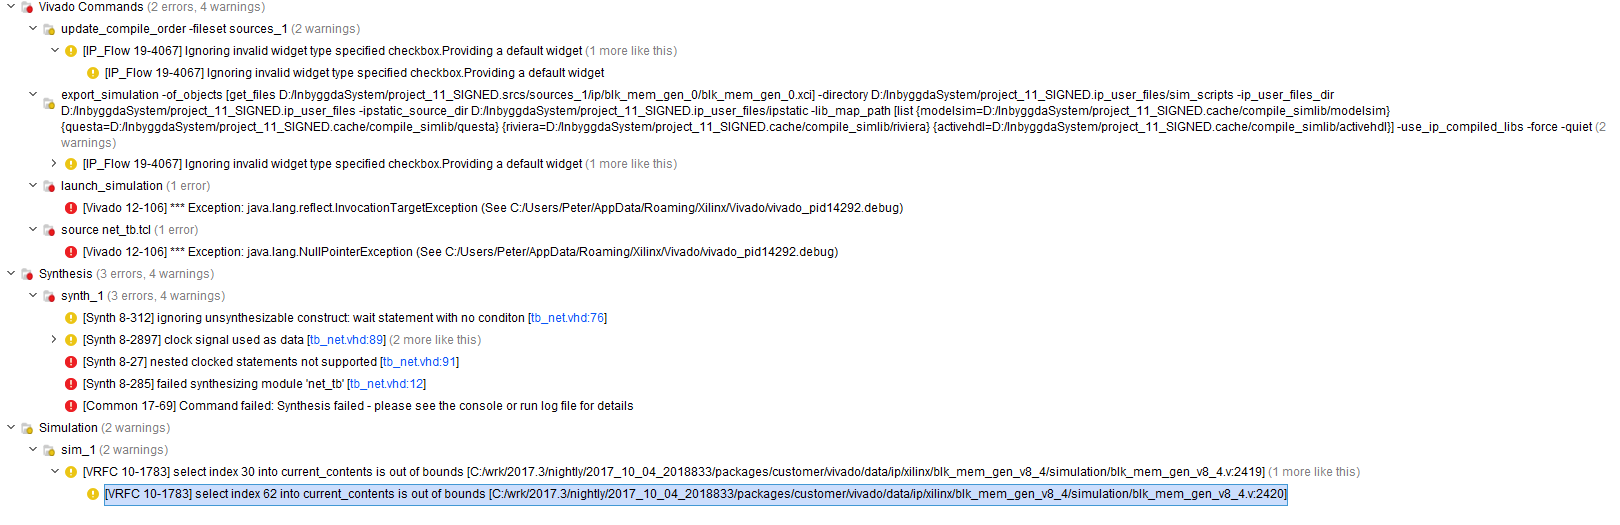 Vivado Commands (2 errors, 4 warnings)
update_compile_order -fileset sources_1 (2 warnings)
[IP_Flow 19-4067] Ignoring invalid widget type specified checkbox.Providing a default widget (1 more like this)
[IP_Flow 19-4067] Ignoring invalid widget type specified checkbox.Providing a default widget
export_simulation -of_objects [get_files D:/InbyggdaSystem/project_11_SIGNED.srcs/sources_1/ip/blk_mem_gen_0/blk_mem_gen_0.xci] -directory D:/InbyggdaSystem/project_11_SIGNED.ip_user_files/sim_scripts -ip_user_files_dir
D:/InbyggdaSystem/project_11_SIGNED.ip_user_files -ipstatic_source_dir D:/InbyggdaSystem/project_11_SIGNED.ip_user_files/ipstatic -lib_map_path [list {modelsim=D:/InbyggdaSystem/project_11_SIGNED.cache/compile_simlib/modelsim}
{questa=D:/InbyggdaSystem/project_11_SIGNED.cache/compile_simlib/questa} {riviera=D:/InbyggdaSystem/project_11_SIGNED.cache/compile_simlib/riviera} {activehdl=D:/InbyggdaSystem/project_11_SIGNED.cache/compile_simlib/activehdl}] -use_ip_compiled_libs -force -quiet (2
warnings)
[IP_Flow 19-4067] Ignoring invalid widget type specified checkbox.Providing a default widget (1 more like this)
launch_simulation (1 error)
[Vivado 12-106] *** Exception: java.lang.reflect.InvocationTargetException (See C:/Users/Peter/AppData/Roaming/Xilinx/Vivado/vivado_pid14292.debug)
source net_tb.tcl (1 error)
[Vivado 12-106] *** Exception: java.lang.NullPointerException (See C:/Users/Peter/AppData/Roaming/Xilinx/Vivado/vivado_pid14292.debug)
Synthesis (3 errors, 4 warnings)
synth_1 (3 errors, 4 warnings)
[Synth 8-312] ignoring unsynthesizable construct: wait statement with no conditon [tb_net.vhd:76]
[Synth 8-2897] clock signal used as data [tb_net.vhd:89] (2 more like this)
[Synth 8-27] nested clocked statements not supported [tb_net.vhd:91]
[Synth 8-285] failed synthesizing module 'net_tb' [tb_net.vhd:12]
[Common 17-69] Command failed: Synthesis failed - please see the console or run log file for details
Simulation (2 warnings)
sim_1 (2 warnings)
[VRFC 10-1783] select index 30 into current_contents is out of bounds [C:/wrk/2017.3/nightly/2017_10_04_2018833/packages/customer/vivado/data/ip/xilinx/blk_mem_gen_v8_4/simulation/blk_mem_gen_v8_4.v:2419] (1 more like this)
[VRFC 10-1783] select index 62 into current_contents is out of bounds [C:/wrk/2017.3/nightly/2017_10_04_2018833/packages/customer/vivado/data/ip/xilinx/blk_mem_gen_v8_4/simulation/blk_mem_gen_v8_4.v:2420]